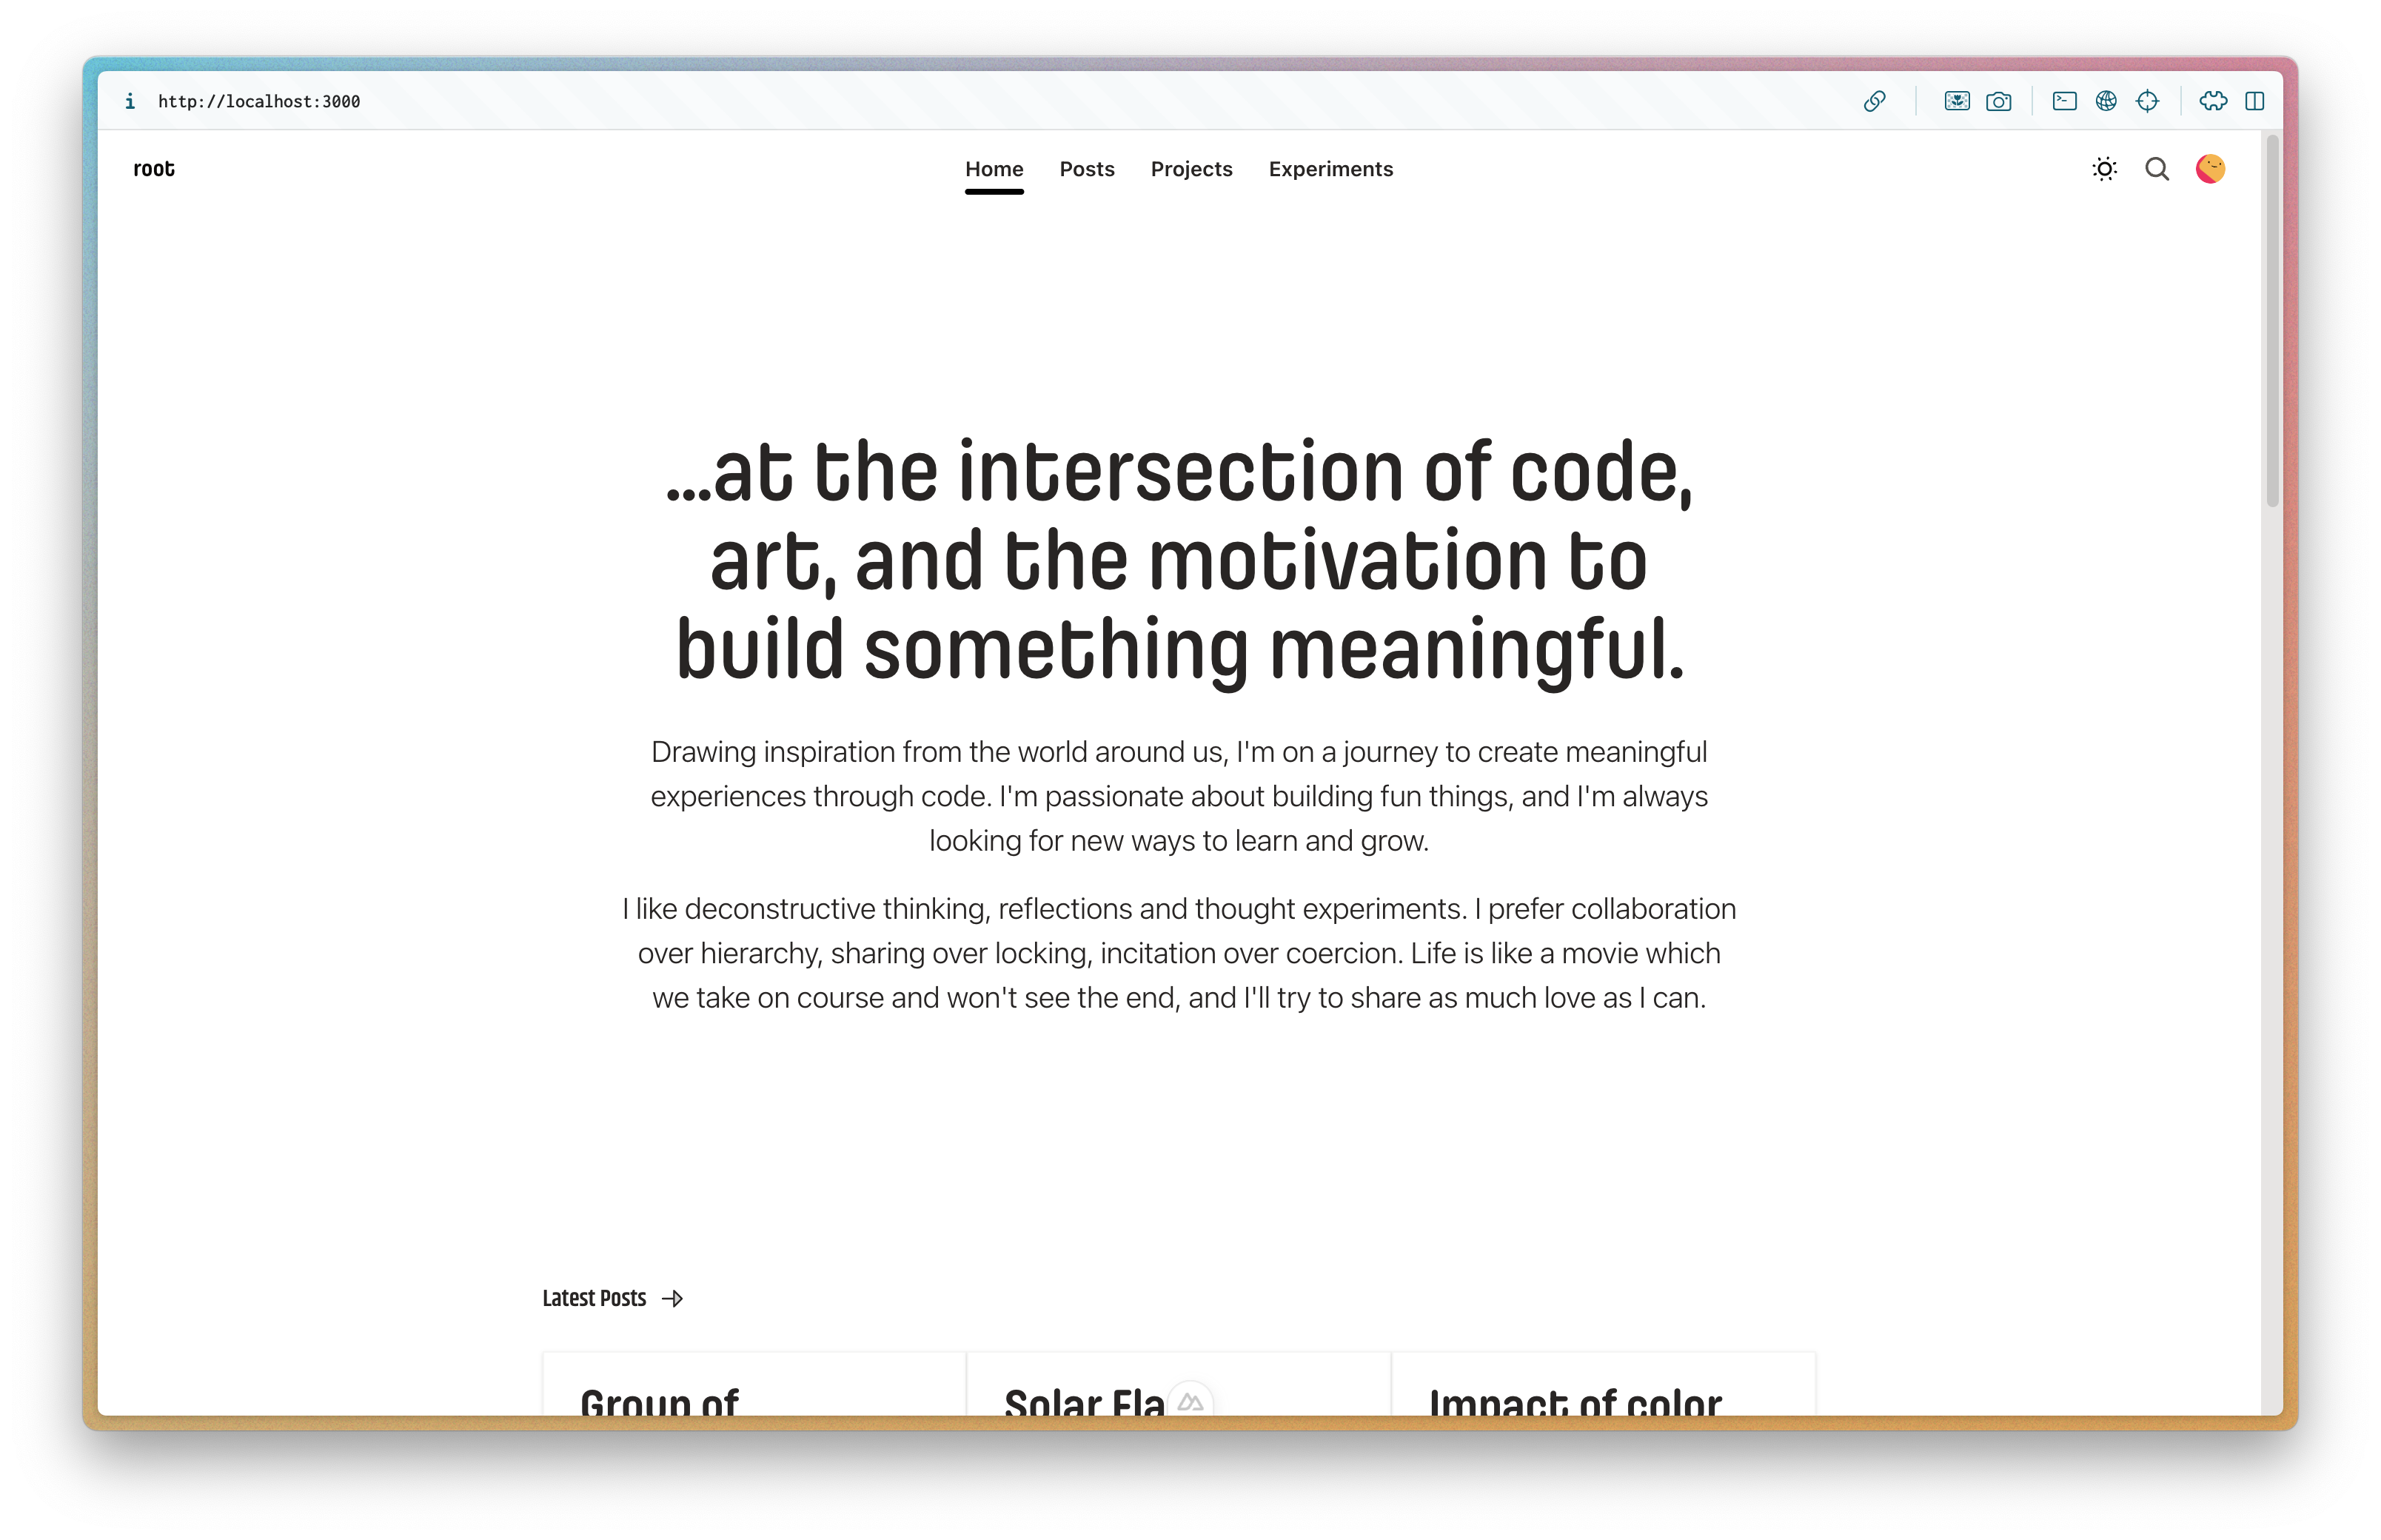 http://localhost:3000
root
Home Posts Projects Experiments
...at the intersection of code,
art, and the motivation to
build something meaningful.
Drawing inspiration from the world around us, I'm on a journey to create meaningful
experiences through code. I'm passionate about building fun things, and I'm always
looking for new ways to learn and grow.
I like deconstructive thinking, reflections and thought experiments. I prefer collaboration
over hierarchy, sharing over locking, incitation over coercion. Life is like a movie which
we take on course and won't see the end, and I'll try to share as much love as I can.
Latest Posts
Group of
Solar Fla
Impact of color